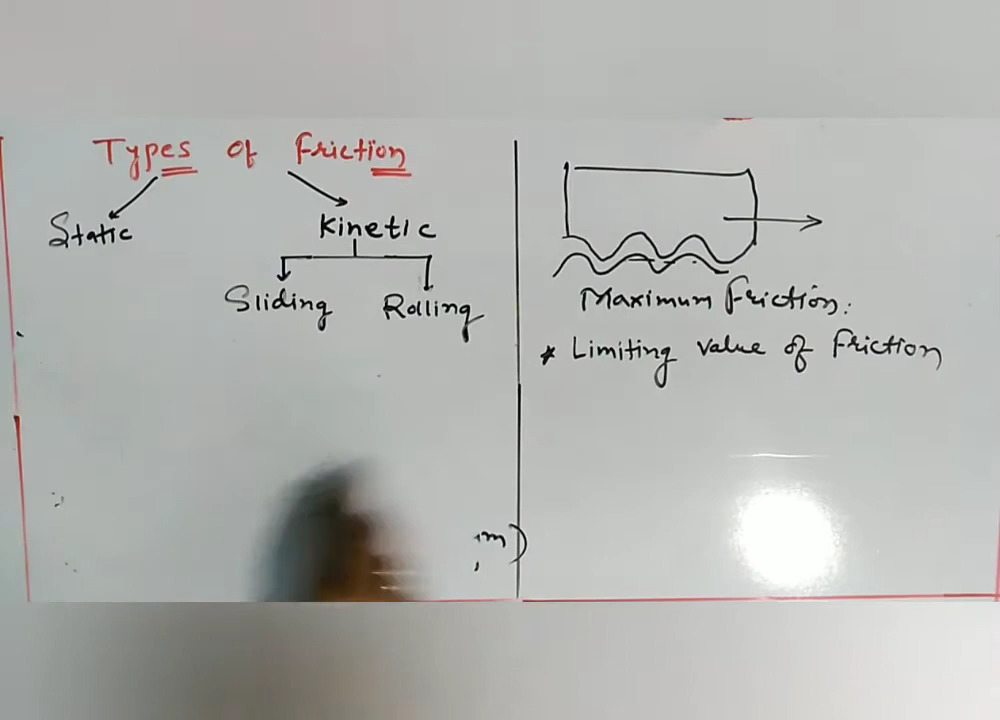 Types of friction
Static
Kinetic
Sliding Rolling
Maximum friction.
* Limiting value of friction